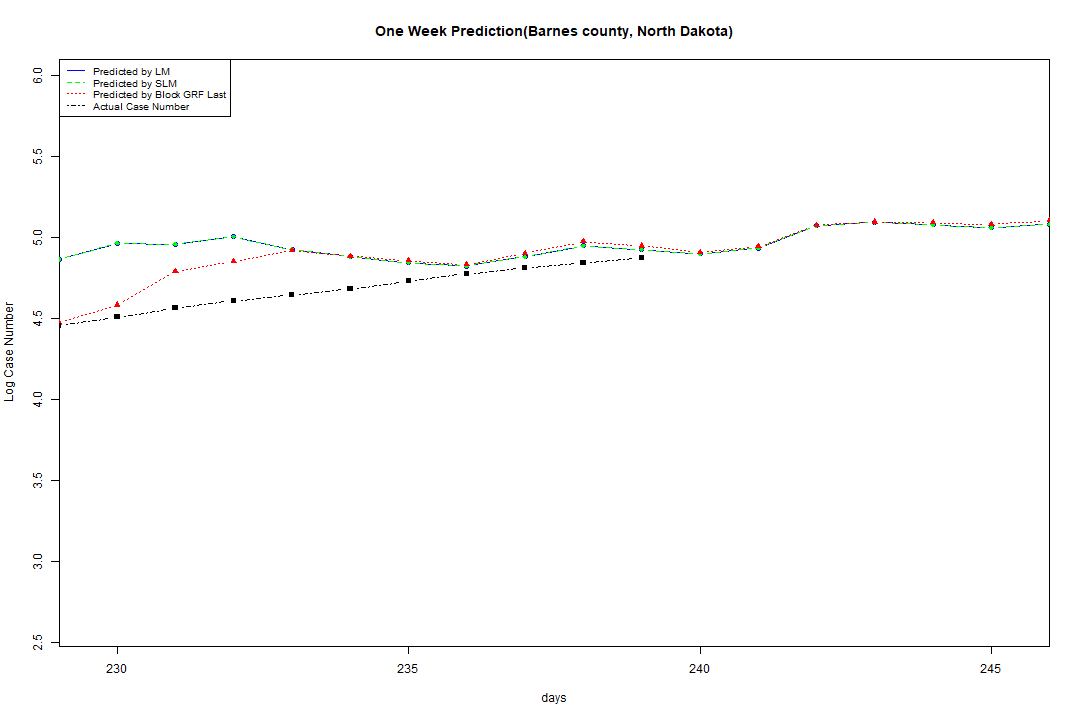 One Week Prediction(Barnes county, North Dakota)
Predicted by LM
Predicted by SLM
Predicted by Block GRF Last
Actual Case Number
6.0
5.5
5.0
4.5
4.0
3.5
3.0
2.5
Log Case Number
230 235 240 245
days